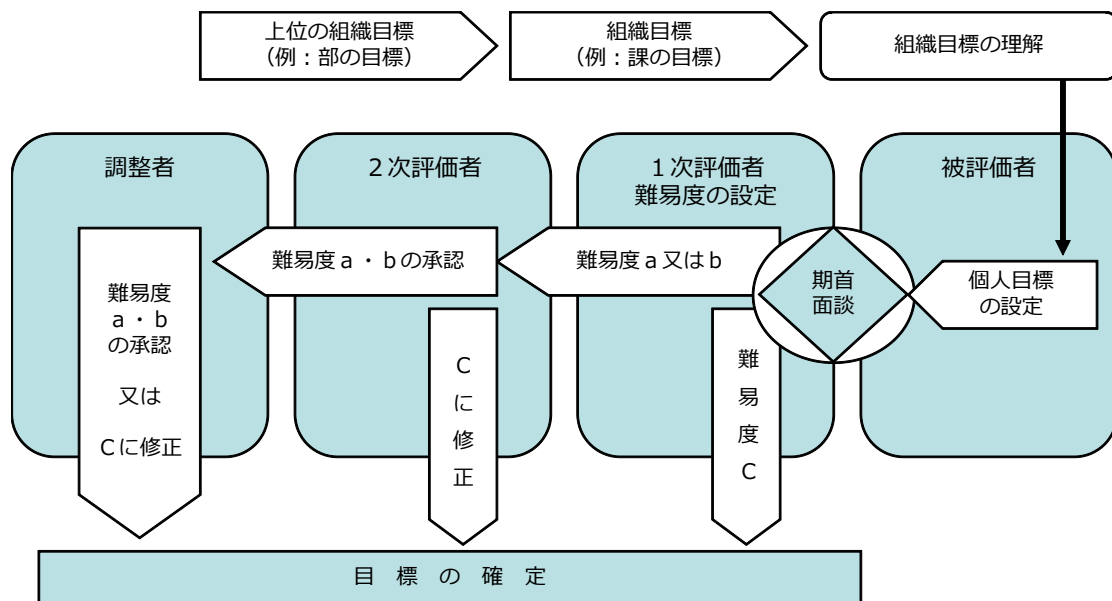 上位の組織目標
(例：部の目標)
組織目標
(例：課の目標)
組織目標の理解
調整者
２次評価者
１次評価者
難易度の設定
被評価者
難易度ａ・ｂの承認
難易度ａ又はｂ
期首
面談
個人目標
の設定
難易度
ａ・ｂ
の承認
又は
Ｃに修正
Ｃに修正
難易度Ｃ
目標の確定